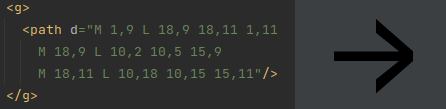 <g>
<path d="M 1,9 L 18,9 18,11 1,11
M 18,9 L 10,2 10,5 15,9
M 18,11 L 10,18 10,15 15,11"/>
</g>